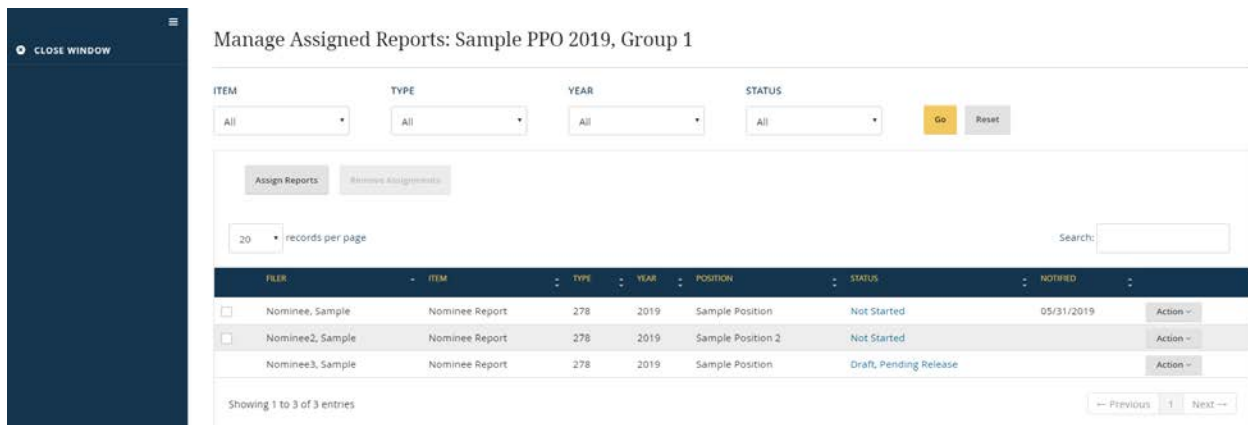 CLOSE WINDOW
Manage Assigned Reports: Sample PPO 2019, Group 1
ITEM TYPE YEAR STATUS
All All All All Go Reset
Assign Reports Remove Assignments
20 records per page Search:
FILER ITEM TYPE YEAR POSITION STATUS NOTIFIED
Nominee, Sample Nominee Report 278 2019 Sample Position Not Started 05/31/2019 Action
Nominee2, Sample Nominee Report 278 2019 Sample Position 2 Not Started Action
Nominee3, Sample Nominee Report 278 2019 Sample Position Draft, Pending Release Action
Showing 1 to 3 of 3 entries ← Previous 1 Next →